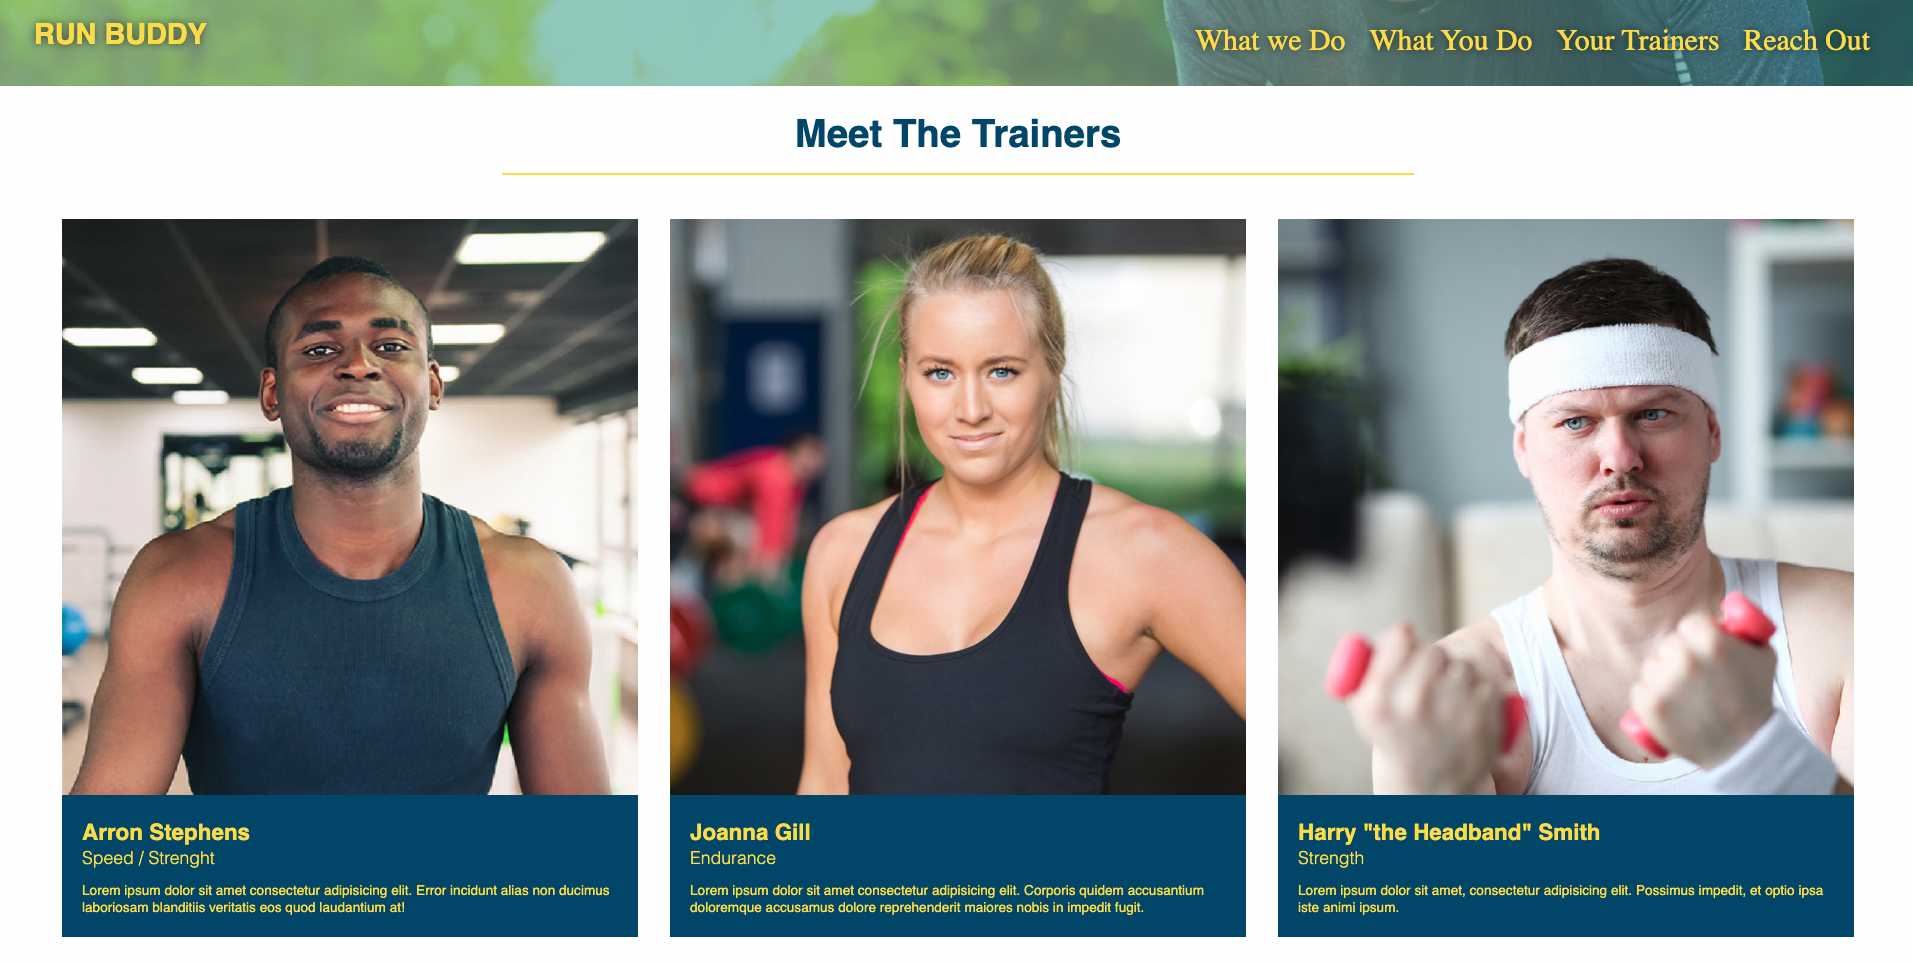 RUN BUDDY
What we Do What You Do Your Trainers Reach Out
Meet The Trainers
Arron Stephens
Speed / Strenght
Lorem ipsum dolor sit amet consectetur adipisicing elit. Error incidunt alias non ducimus
laboriosam blanditiis veritatis eos quod laudantium at!
Joanna Gill
Endurance
Lorem ipsum dolor sit amet consectetur adipisicing elit. Corporis quidem accusantium
doloremque accusamus dolore reprehenderit maiores nobis in impedit fugit.
Harry "the Headband" Smith
Strength
Lorem ipsum dolor sit amet, consectetur adipisicing elit. Possimus impedit, et optio ipsa
iste animi ipsum.